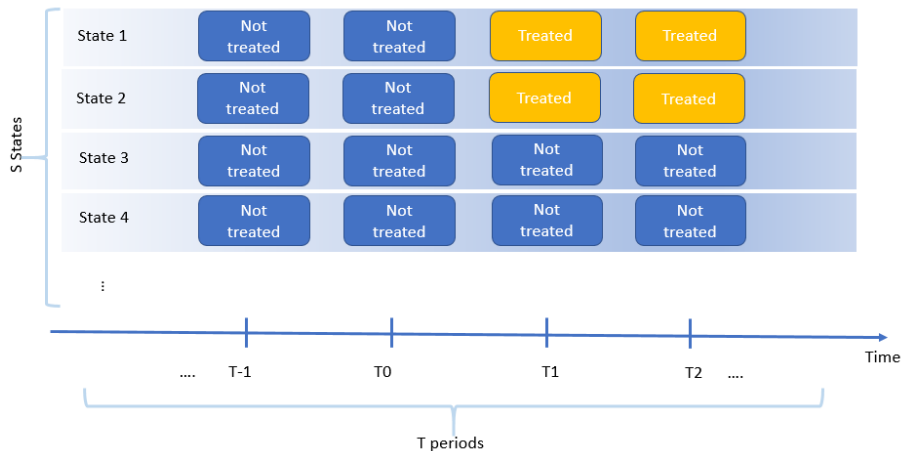 State 1
Not
treated
Not
treated
Treated
Treated
State 2
Not
treated
Not
treated
Treated
Treated
S States
State 3
Not
treated
Not
treated
Not
treated
Not
treated
State 4
Not
treated
Not
treated
Not
treated
Not
treated
⋮
Time
.... T-1 T0 T1 T2 ....
T periods